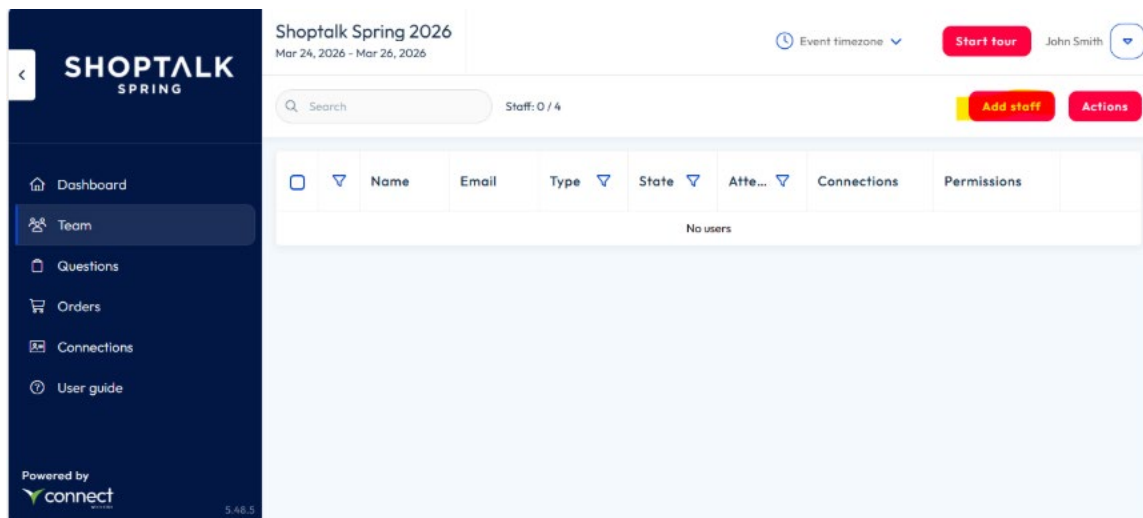 SHOPTALK
SPRING
Dashboard
Team
Questions
Orders
Connections
User guide
Powered by
connect
5.48.5
Shoptalk Spring 2026
Mar 24, 2026 - Mar 26, 2026
Event timezone
Start tour
John Smith
Search
Staff: 0 / 4
Add staff
Actions
Name Email Type State Atte... Connections Permissions
No users